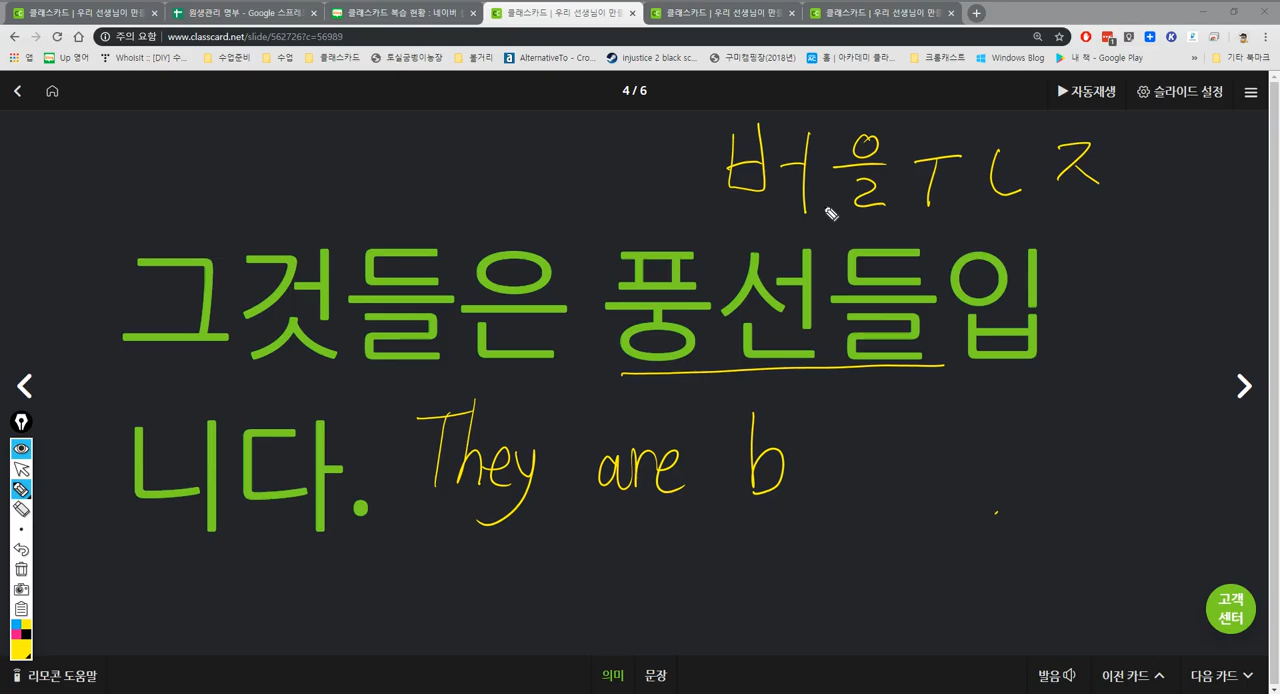 클래스카드 | 우리 선생님이 만든
원생관리 명부 - Google 스프레
클래스카드 복습 현황 : 네이버
클래스카드 | 우리 선생님이 만든
클래스카드 | 우리 선생님이 만든
클래스카드 | 우리 선생님이 만든
주의 요함 | www.classcard.net/slide/562726?c=56989
앱 Up 영어 WhoisIt :: [DIY] 수... 수업준비 수업 클래스카드 토실궁뱅이농장 볼거리 AlternativeTo - Cro... injustice 2 black sc... 구미캠핑장(2018년) 홈 | 아카데미 클라... 크롬캐스트 Windows Blog 내 책 - Google Play » 기타 북마크
4 / 6
자동재생 슬라이드 설정
버 을 ㅜ ㄴ ㅈ
그것들은 풍선들입
니다. They are b
고객
센터
리모콘 도움말 의미 문장 발음 이전 카드 다음 카드